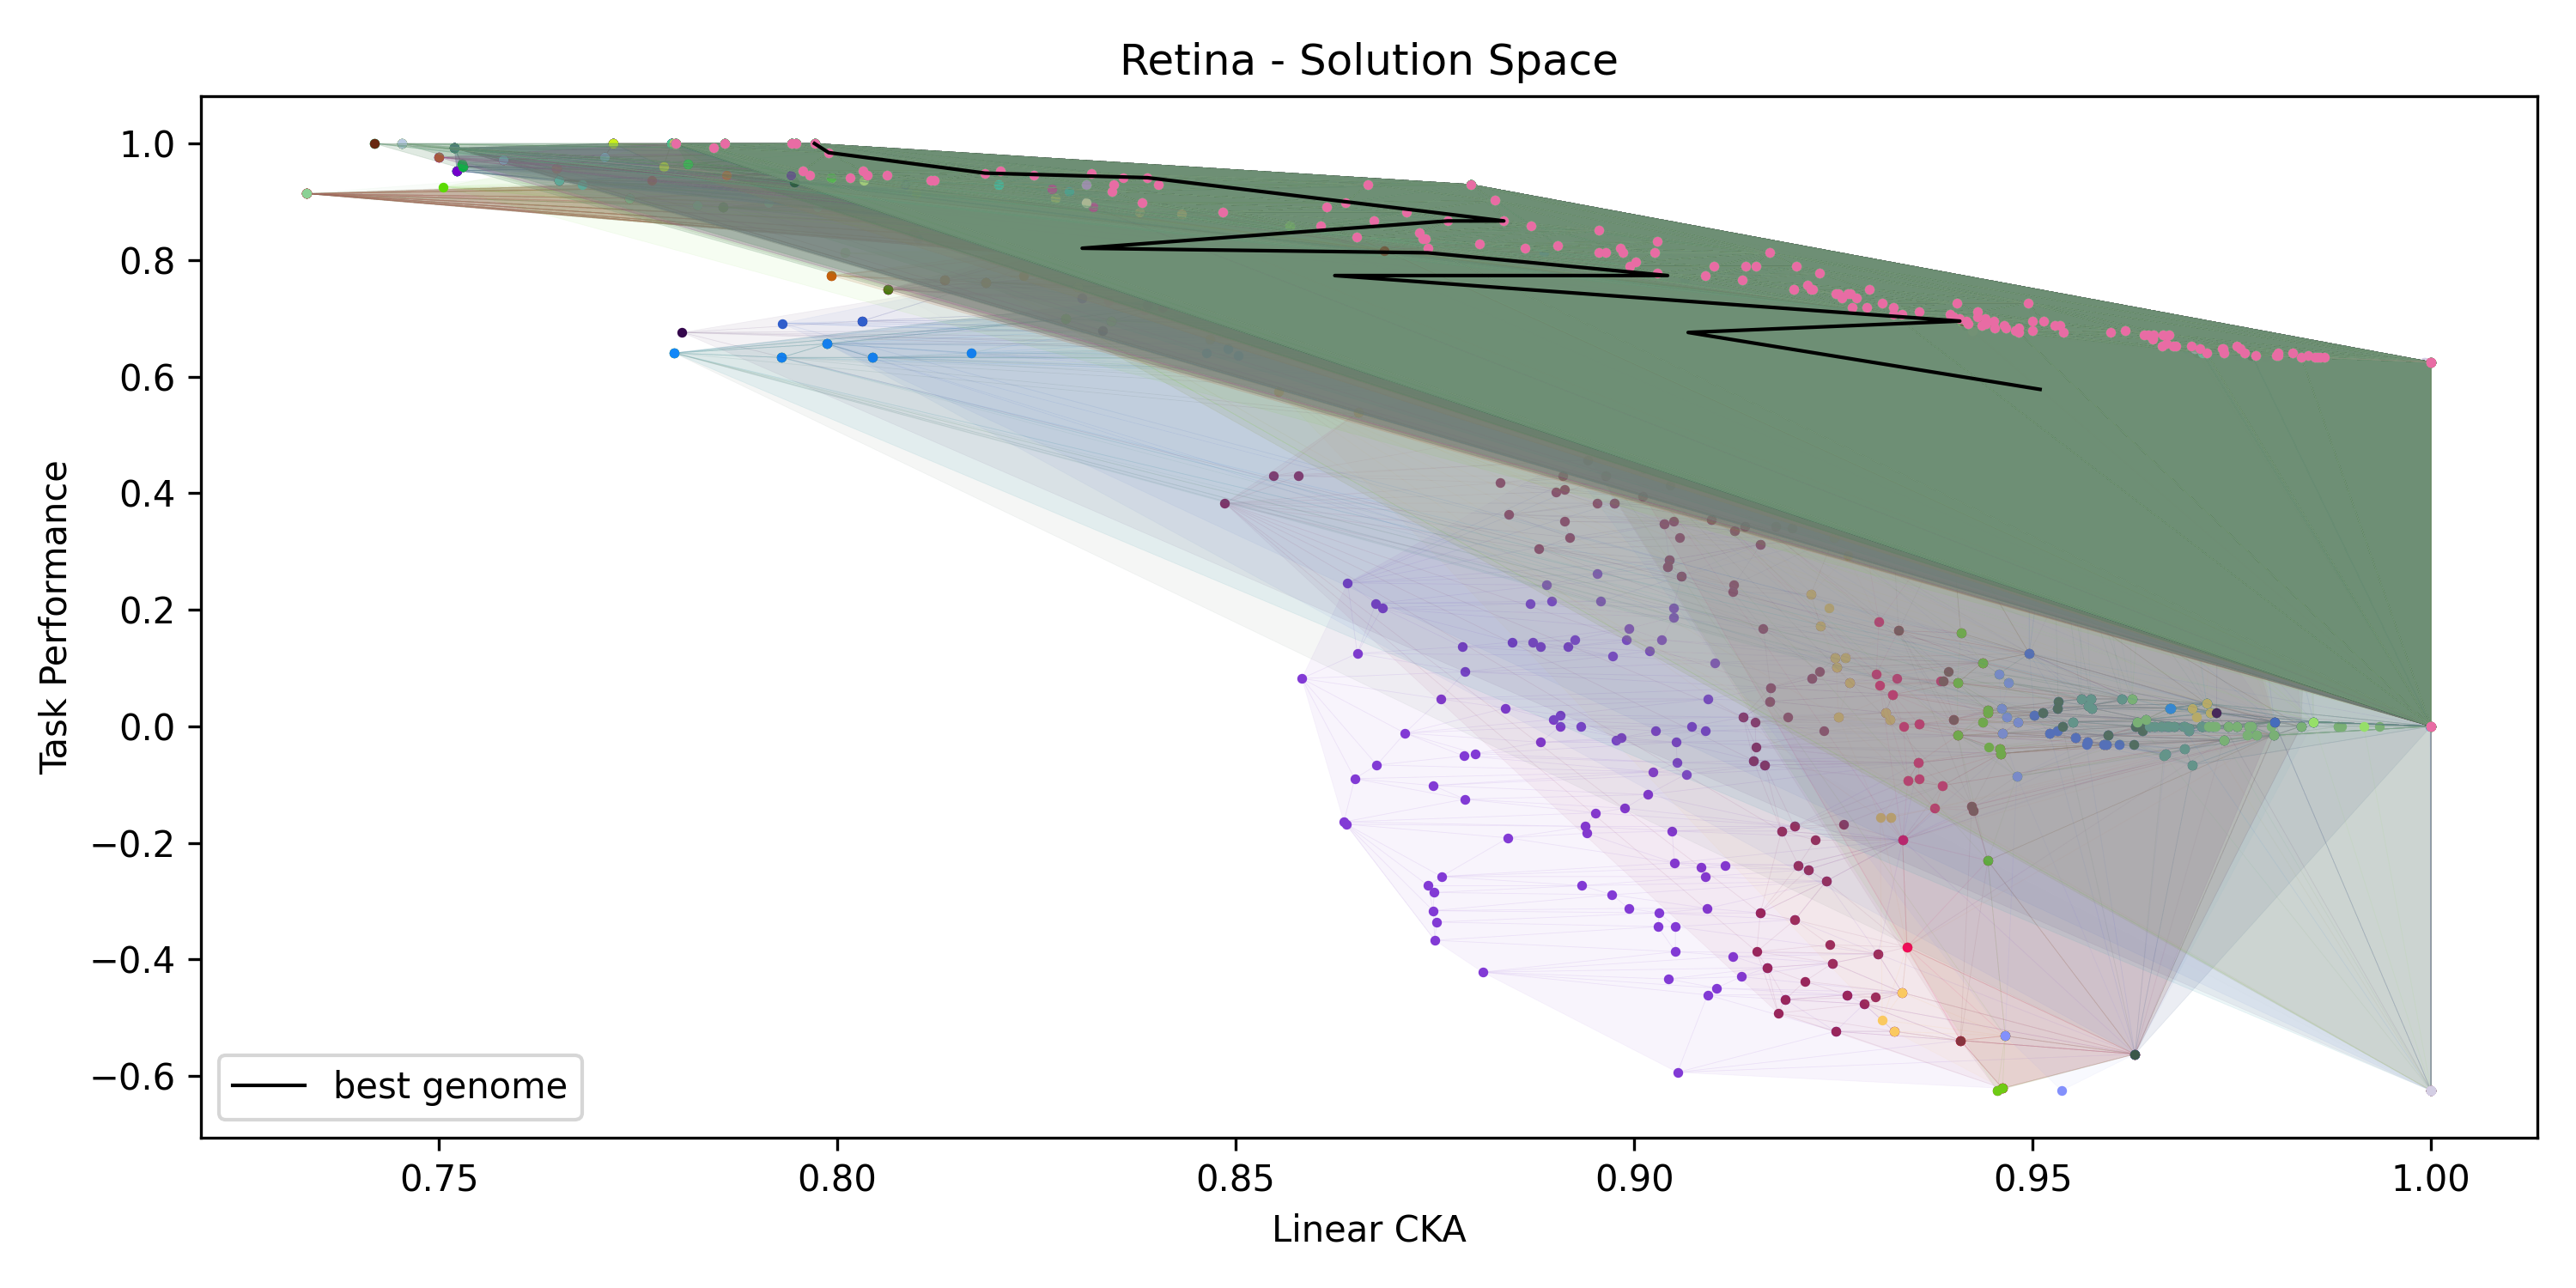 Retina - Solution Space
Task Performance
1.0
0.8
0.6
0.4
0.2
0.0
−0.2
−0.4
−0.6
best genome
0.75 0.80 0.85 0.90 0.95 1.00
Linear CKA